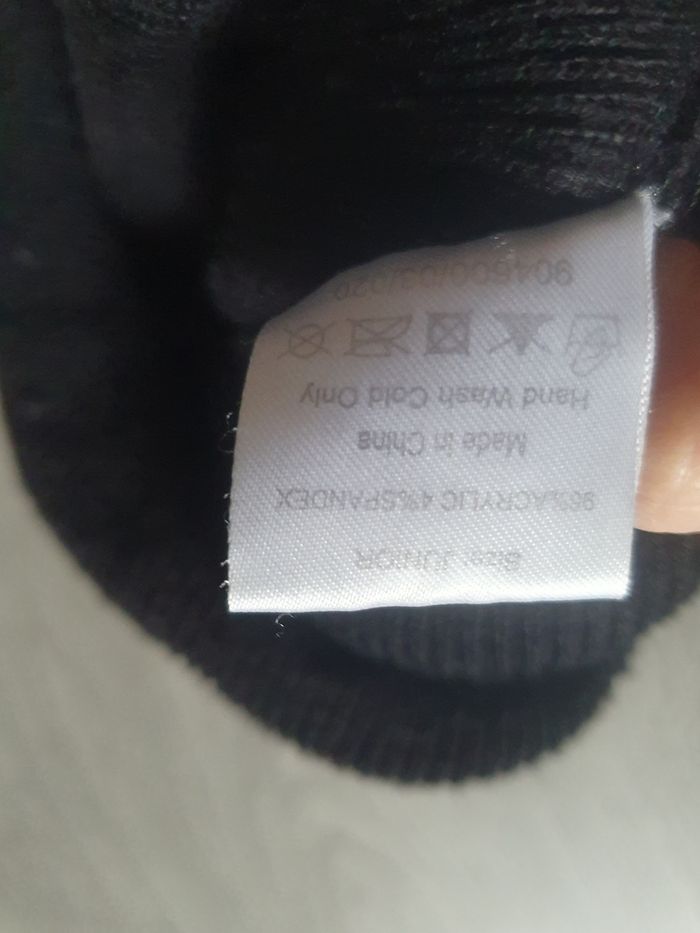 Size: JUNIOR
96%ACRYLIC 4%SPANDEX
Made in China
Hand Wash Cold Only